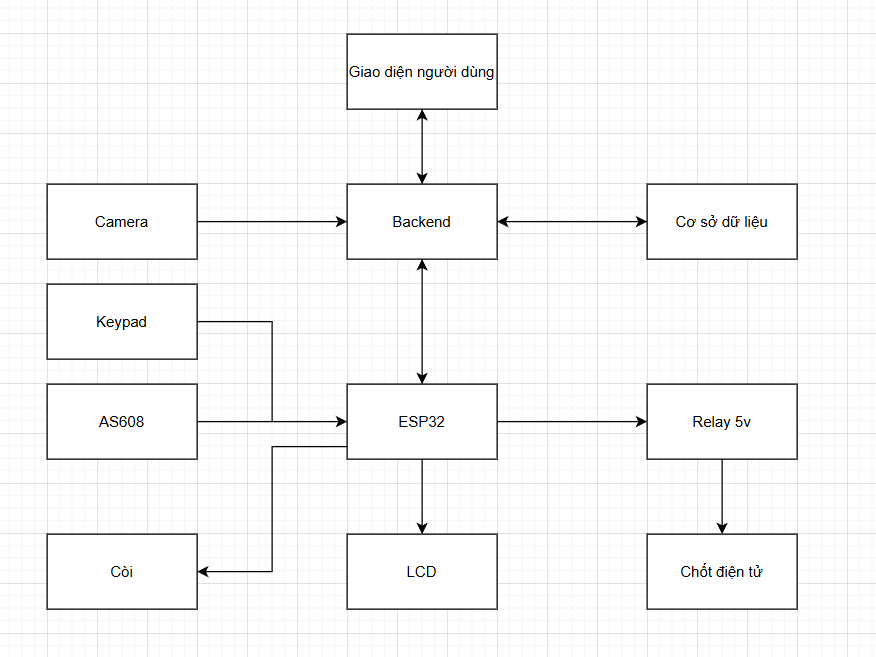 Giao diện người dùng
Camera
Backend
Cơ sở dữ liệu
Keypad
AS608
ESP32
Relay 5v
Còi
LCD
Chốt điện tử